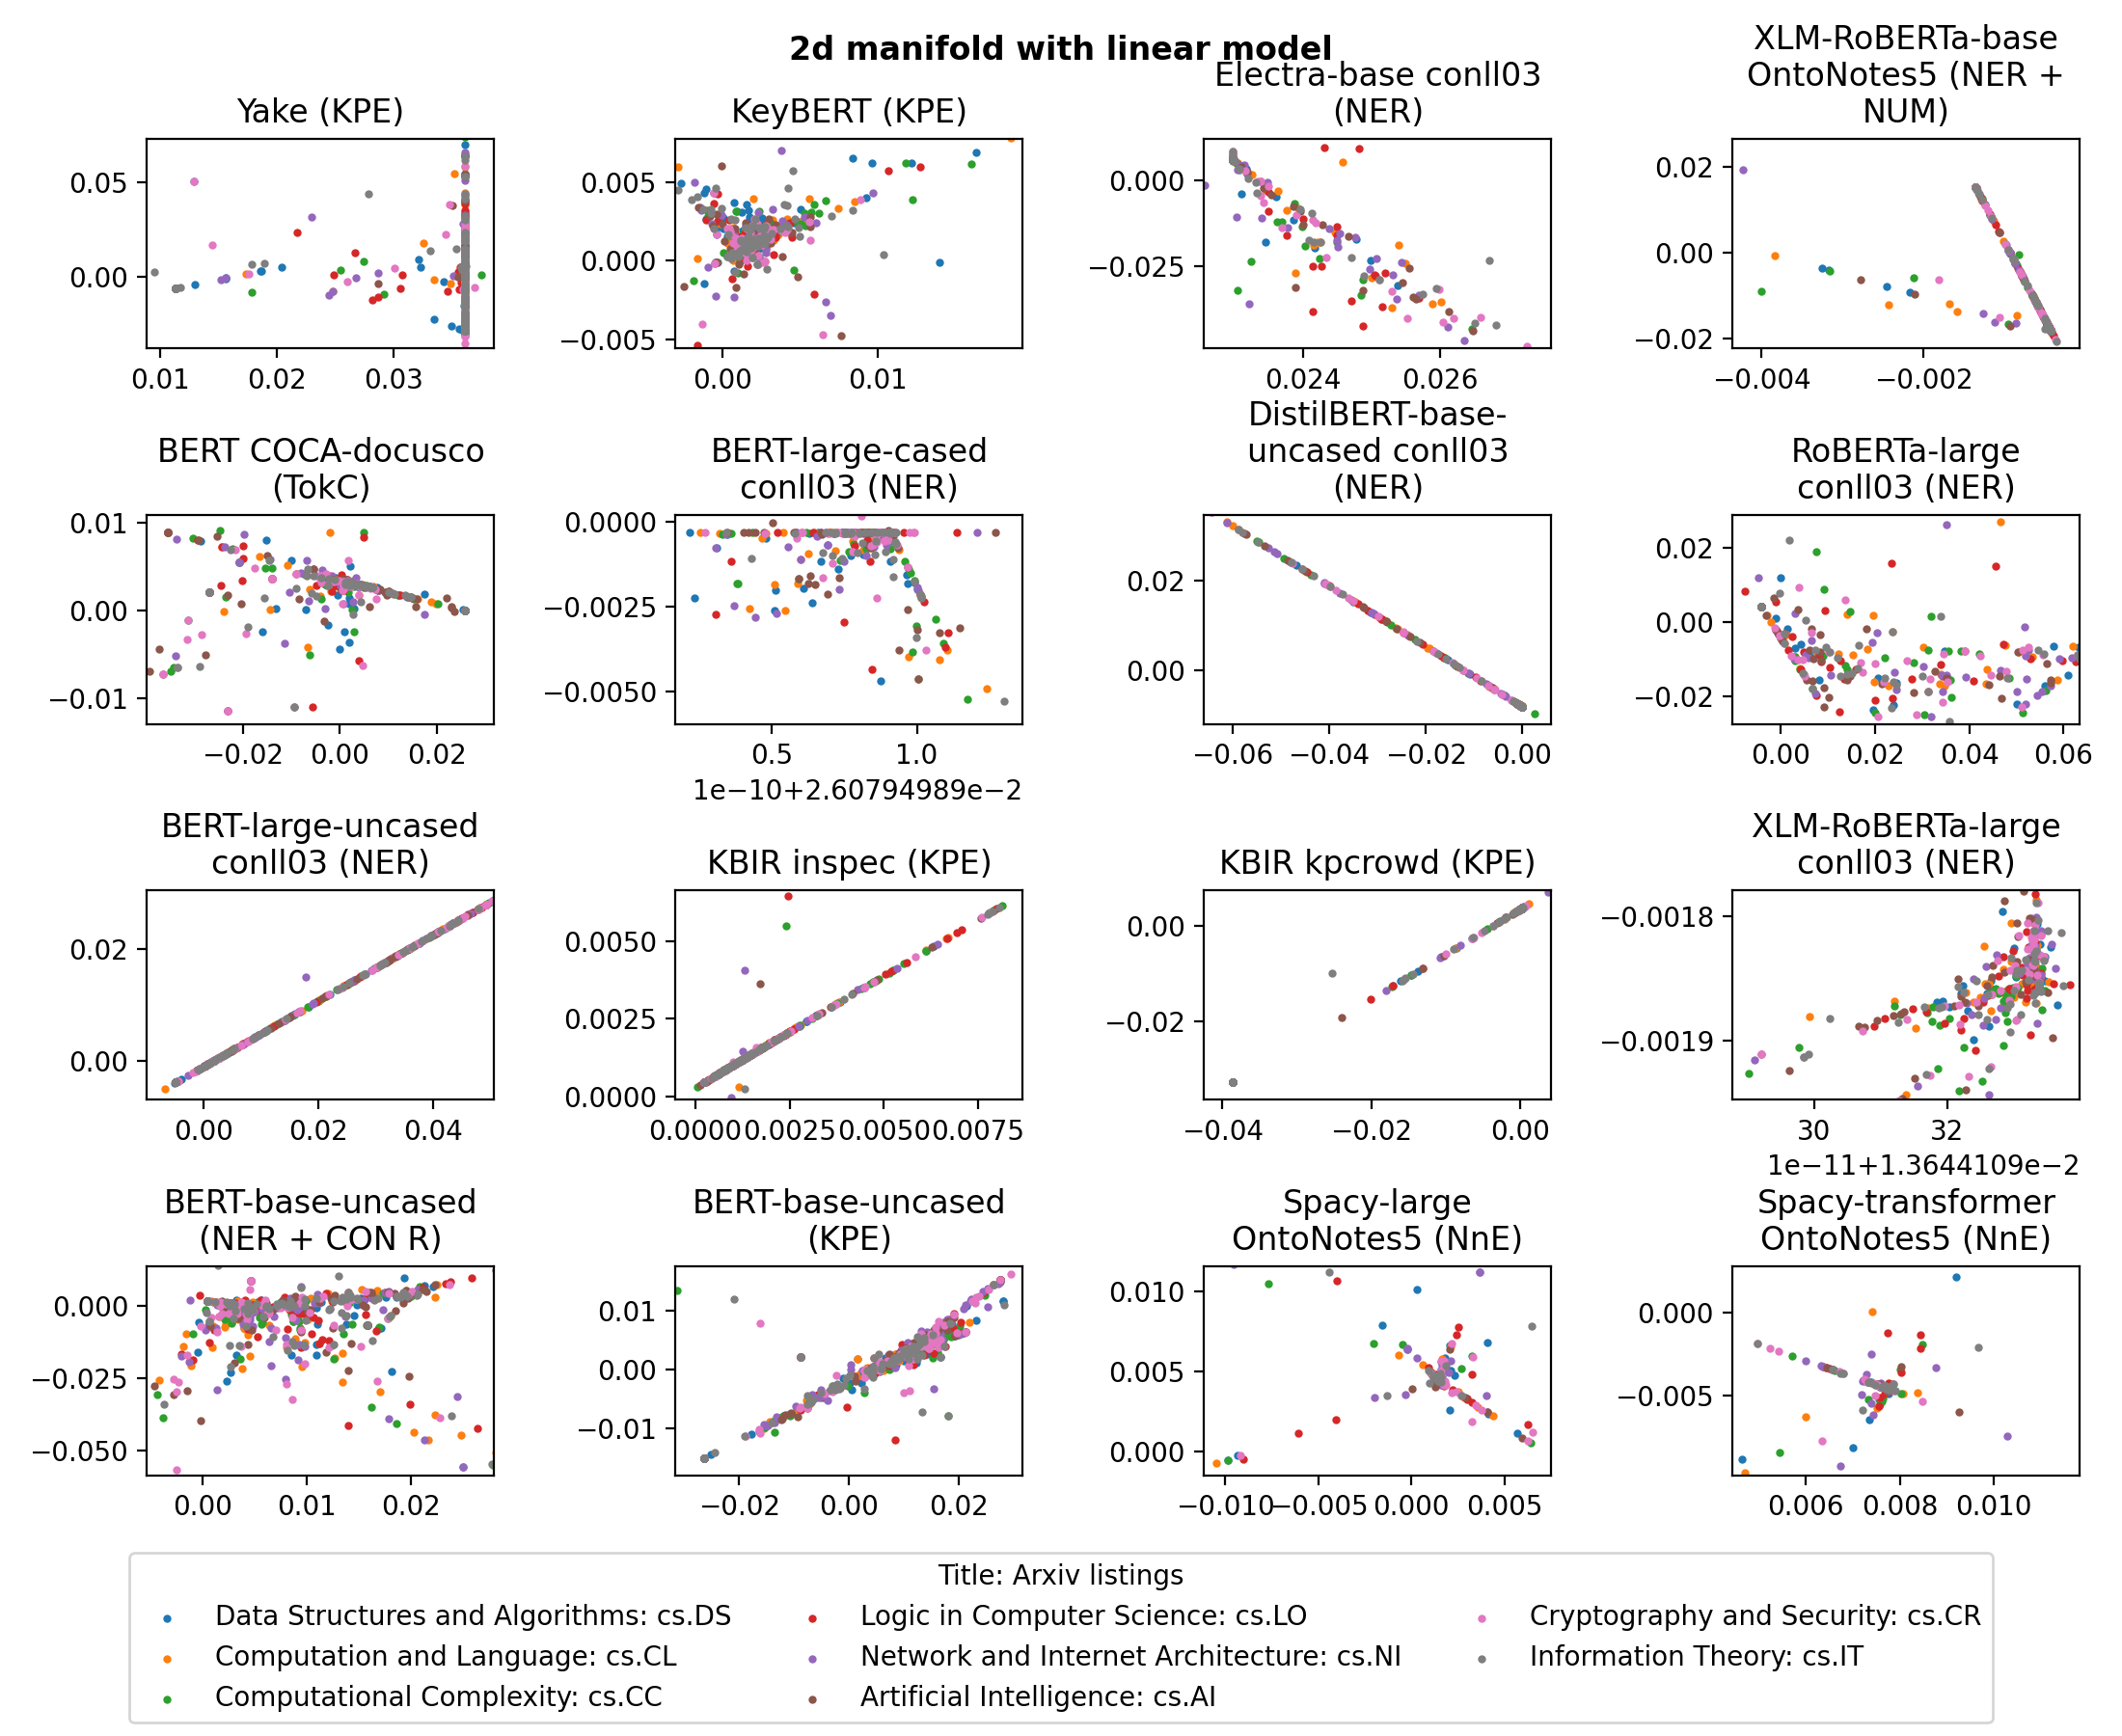 2d manifold with linear model
Yake (KPE)
0.05
0.00
0.01 0.02 0.03
KeyBERT (KPE)
0.005
0.000
−0.005
0.00 0.01
Electra-base conll03
(NER)
0.000
−0.025
0.024 0.026
XLM-RoBERTa-base
OntoNotes5 (NER +
NUM)
0.02
0.00
−0.02
−0.004 −0.002
BERT COCA-docusco
(TokC)
0.01
0.00
−0.01
−0.02 0.00 0.02
BERT-large-cased
conll03 (NER)
0.0000
−0.0025
−0.0050
0.5 1.0
1e−10+2.60794989e−2
DistilBERT-base-
uncased conll03
(NER)
0.02
0.00
−0.06 −0.04 −0.02 0.00
RoBERTa-large
conll03 (NER)
0.02
0.00
−0.02
0.00 0.02 0.04 0.06
BERT-large-uncased
conll03 (NER)
0.02
0.00
0.00 0.02 0.04
KBIR inspec (KPE)
0.0050
0.0025
0.0000
0.0000 0.0025 0.0050 0.0075
KBIR kpcrowd (KPE)
0.00
−0.02
−0.04 −0.02 0.00
XLM-RoBERTa-large
conll03 (NER)
−0.0018
−0.0019
30 32
1e−11+1.3644109e−2
BERT-base-uncased
(NER + CON R)
0.000
−0.025
−0.050
0.00 0.01 0.02
BERT-base-uncased
(KPE)
0.01
0.00
−0.01
−0.02 0.00 0.02
Spacy-large
OntoNotes5 (NnE)
0.010
0.005
0.000
−0.010 −0.005 0.000 0.005
Spacy-transformer
OntoNotes5 (NnE)
0.000
−0.005
0.006 0.008 0.010
Title: Arxiv listings
Data Structures and Algorithms: cs.DS
Computation and Language: cs.CL
Computational Complexity: cs.CC
Logic in Computer Science: cs.LO
Network and Internet Architecture: cs.NI
Artificial Intelligence: cs.AI
Cryptography and Security: cs.CR
Information Theory: cs.IT